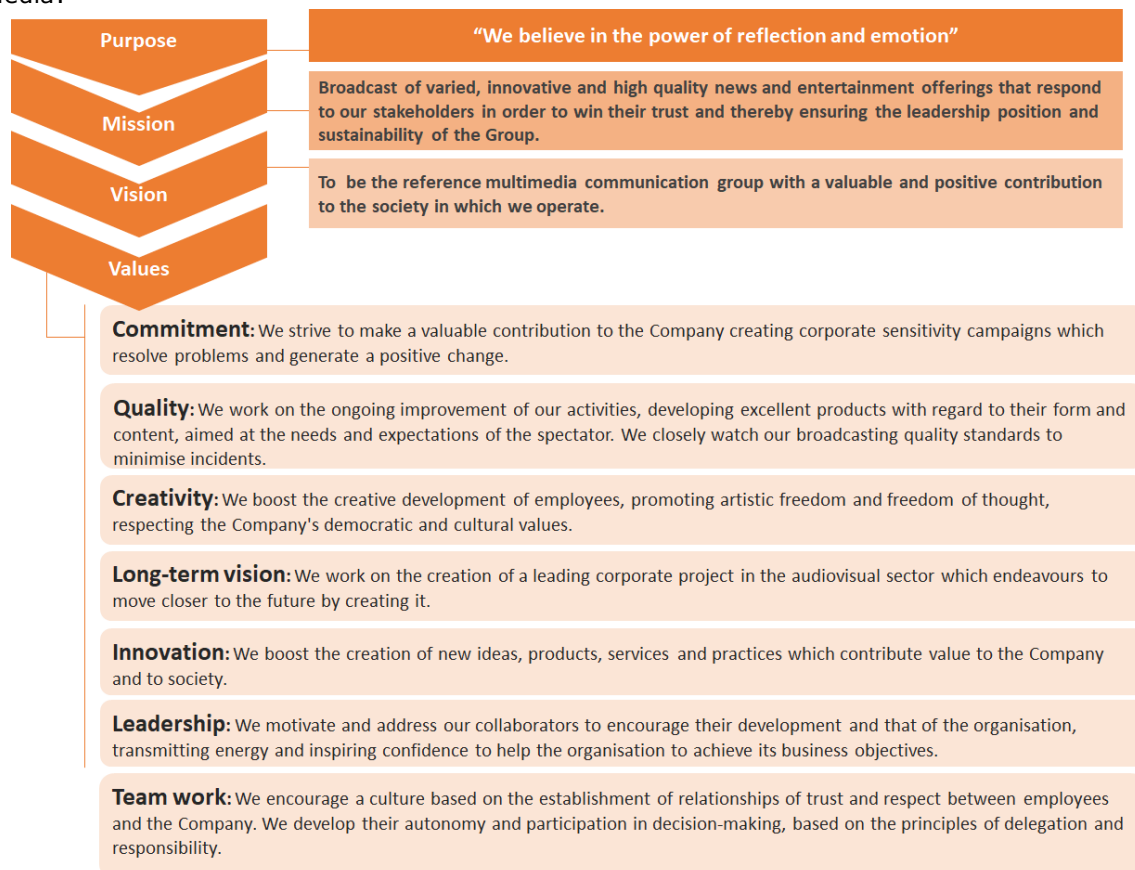 Purpose
"We believe in the power of reflection and emotion"
Mission
Broadcast of varied, innovative and high quality news and entertainment offerings that respond
to our stakeholders in order to win their trust and thereby ensuring the leadership position and
sustainability of the Group.
Vision
To be the reference multimedia communication group with a valuable and positive contribution
to the society in which we operate.
Values
Commitment: We strive to make a valuable contribution to the Company creating corporate sensitivity campaigns which
resolve problems and generate a positive change.
Quality: We work on the ongoing improvement of our activities, developing excellent products with regard to their form and
content, aimed at the needs and expectations of the spectator. We closely watch our broadcasting quality standards to
minimise incidents.
Creativity: We boost the creative development of employees, promoting artistic freedom and freedom of thought,
respecting the Company's democratic and cultural values.
Long-term vision: We work on the creation of a leading corporate project in the audiovisual sector which endeavours to
move closer to the future by creating it.
Innovation: We boost the creation of new ideas, products, services and practices which contribute value to the Company
and to society.
Leadership: We motivate and address our collaborators to encourage their development and that of the organisation,
transmitting energy and inspiring confidence to help the organisation to achieve its business objectives.
Team work: We encourage a culture based on the establishment of relationships of trust and respect between employees
and the Company. We develop their autonomy and participation in decision-making, based on the principles of delegation and
responsibility.